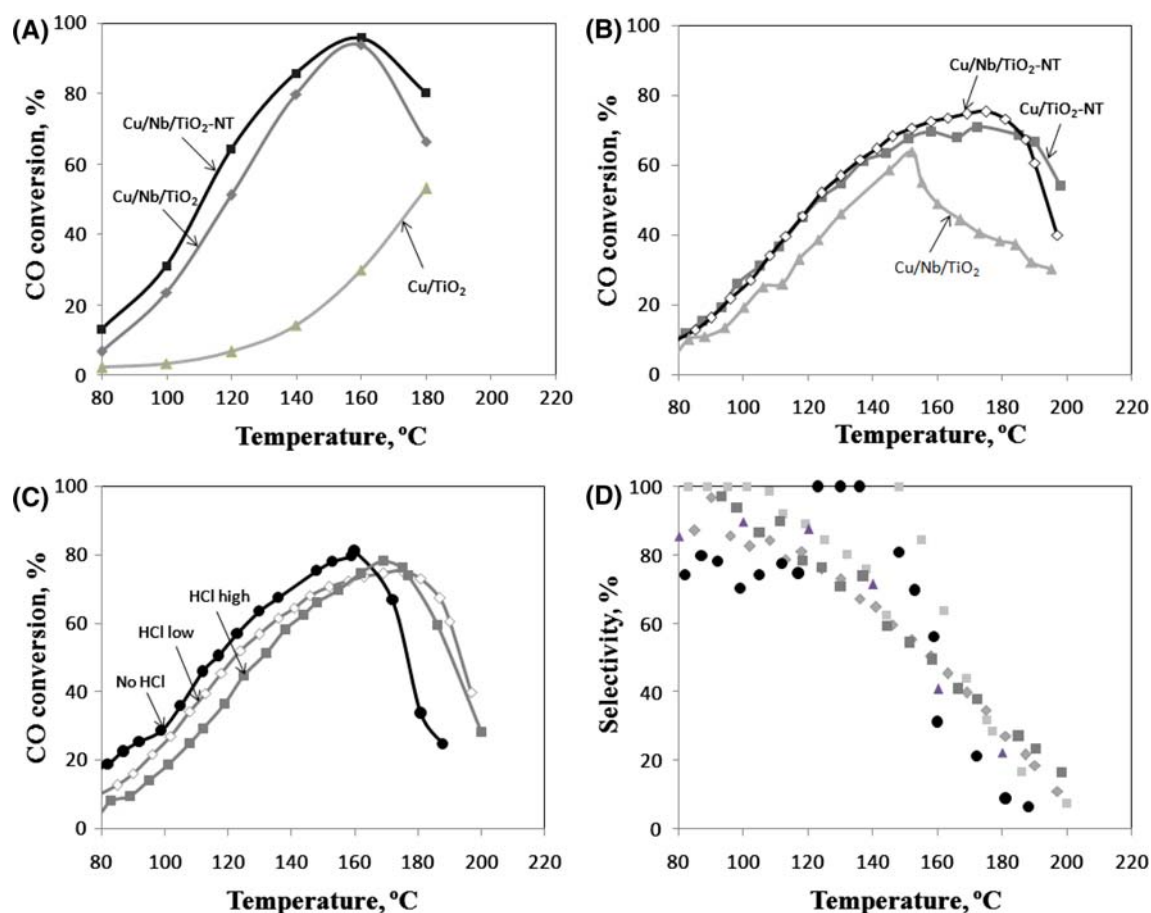 (A)
CO conversion, %
100
80
60
40
20
0
Cu/Nb/TiO₂-NT
Cu/Nb/TiO₂
Cu/TiO₂
80 100 120 140 160 180 200 220
Temperature, ºC
(B)
CO conversion, %
100
80
60
40
20
0
Cu/Nb/TiO₂-NT
Cu/TiO₂-NT
Cu/Nb/TiO₂
80 100 120 140 160 180 200 220
Temperature, ºC
(C)
CO conversion, %
100
80
60
40
20
0
HCl high
HCl low
No HCl
80 100 120 140 160 180 200 220
Temperature, ºC
(D)
Selectivity, %
100
80
60
40
20
0
80 100 120 140 160 180 200 220
Temperature, ºC